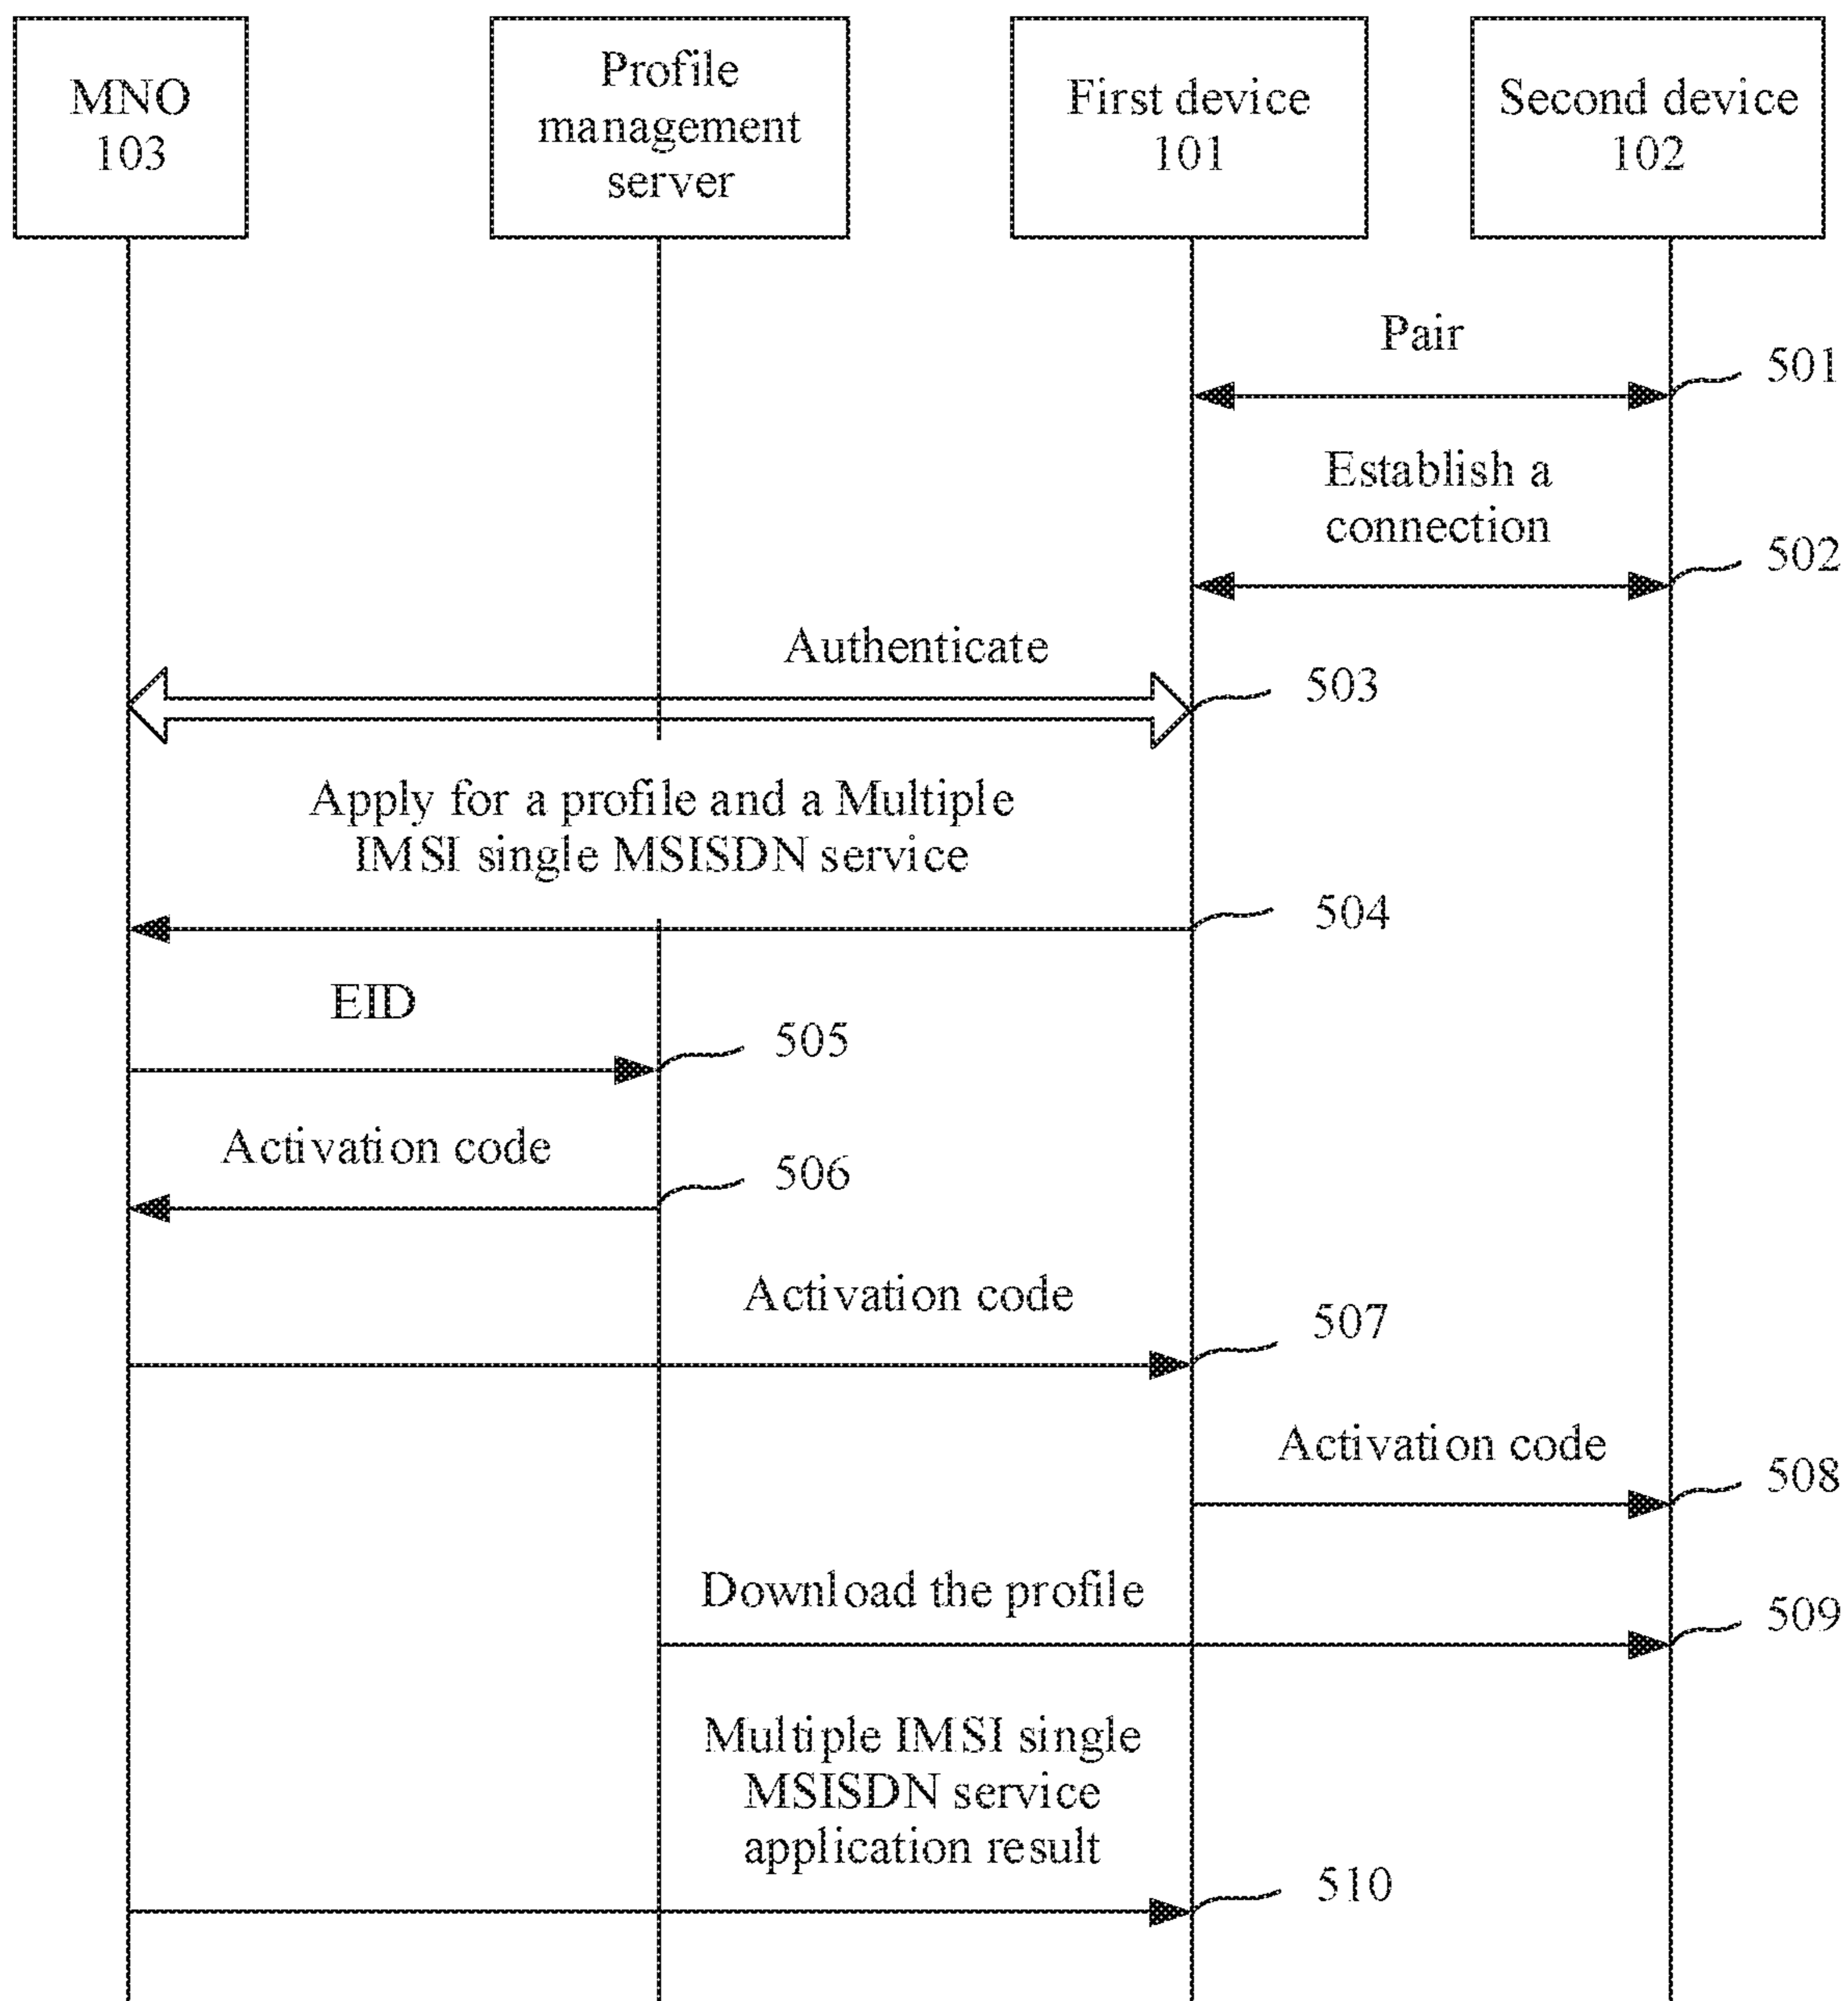 MNO
103
Profile
management
server
First device
101
Second device
102
Pair
501
Establish a
connection
502
Authenticate
503
Apply for a profile and a Multiple
IMSI single MSISDN service
504
EID
505
Activation code
506
Activation code
507
Activation code
508
Download the profile
509
Multiple IMSI single
MSISDN service
application result
510